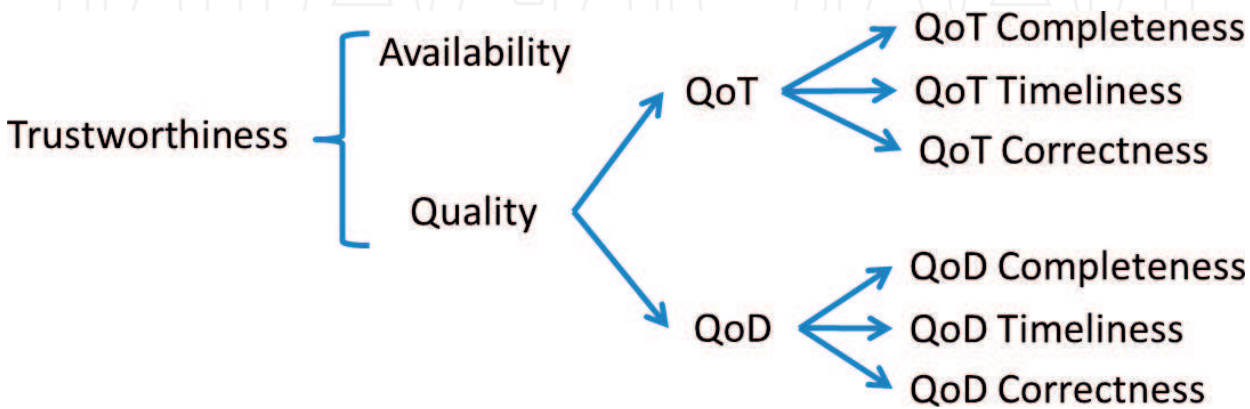 Trustworthiness
Availability
Quality
QoT
QoT Completeness
QoT Timeliness
QoT Correctness
QoD
QoD Completeness
QoD Timeliness
QoD Correctness